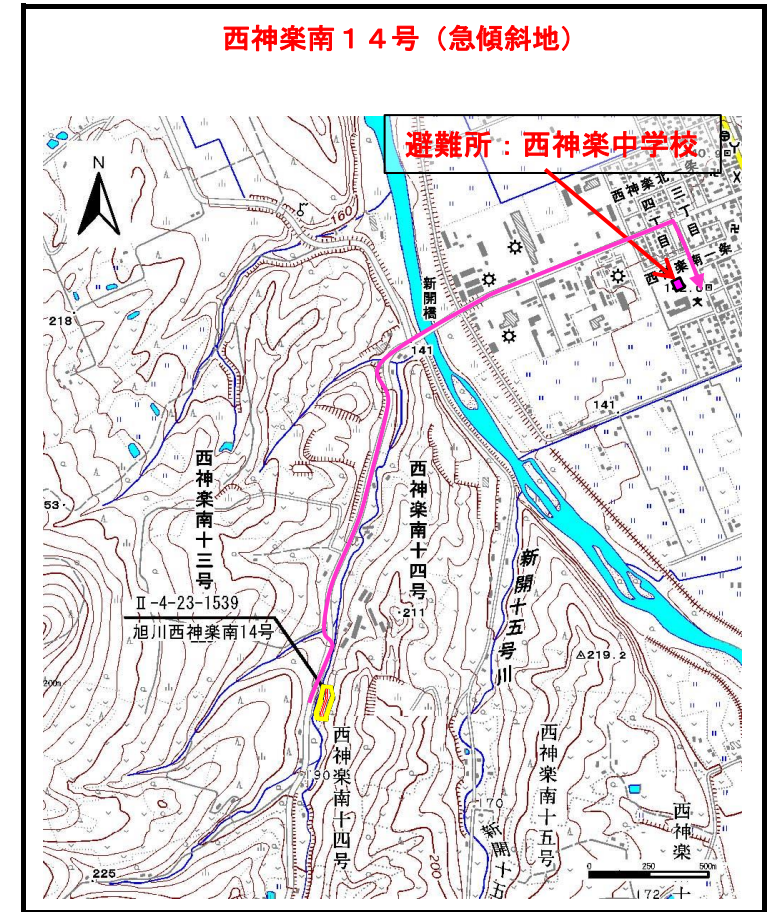 西神楽南１４号（急傾斜地）
避難所：西神楽中学校
N
160
西神楽北
三丁目
四丁目
西神楽南一条
新開橋
218
141
141
西神楽南十三号
西神楽南十四号
53
新開十五号川
Ⅱ-4-23-1539
旭川西神楽南14号
211
219.2
200m
西神楽南十四号
90
西神楽南十五号
170
新開十五
西神楽
200
225
172
十
0 250 500m